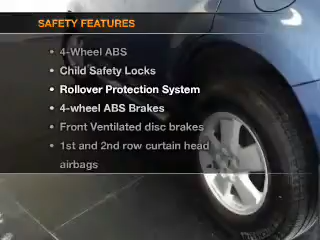 SAFETY FEATURES
• 4-Wheel ABS
• Child Safety Locks
• Rollover Protection System
• 4-wheel ABS Brakes
• Front Ventilated disc brakes
• 1st and 2nd row curtain head
airbags